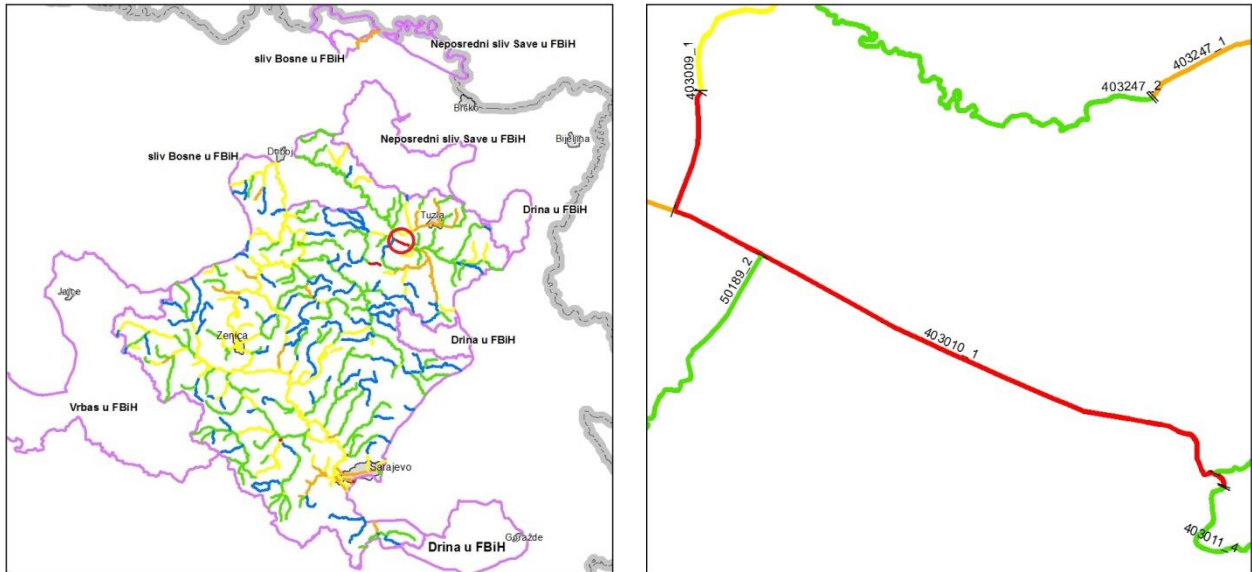 sliv Bosne u FBiH
Neposredni sliv Save u FBiH
Brčko
Neposredni sliv Save u FBiH
Bijeljina
sliv Bosne u FBiH
Doboj
Drina u FBiH
Tuzla
Jajce
Zenica
Drina u FBiH
Vrbas u FBiH
Sarajevo
Drina u FBiH
Goražde
403009_1
403247_2
403247_1
50189_2
403010_1
403011_4